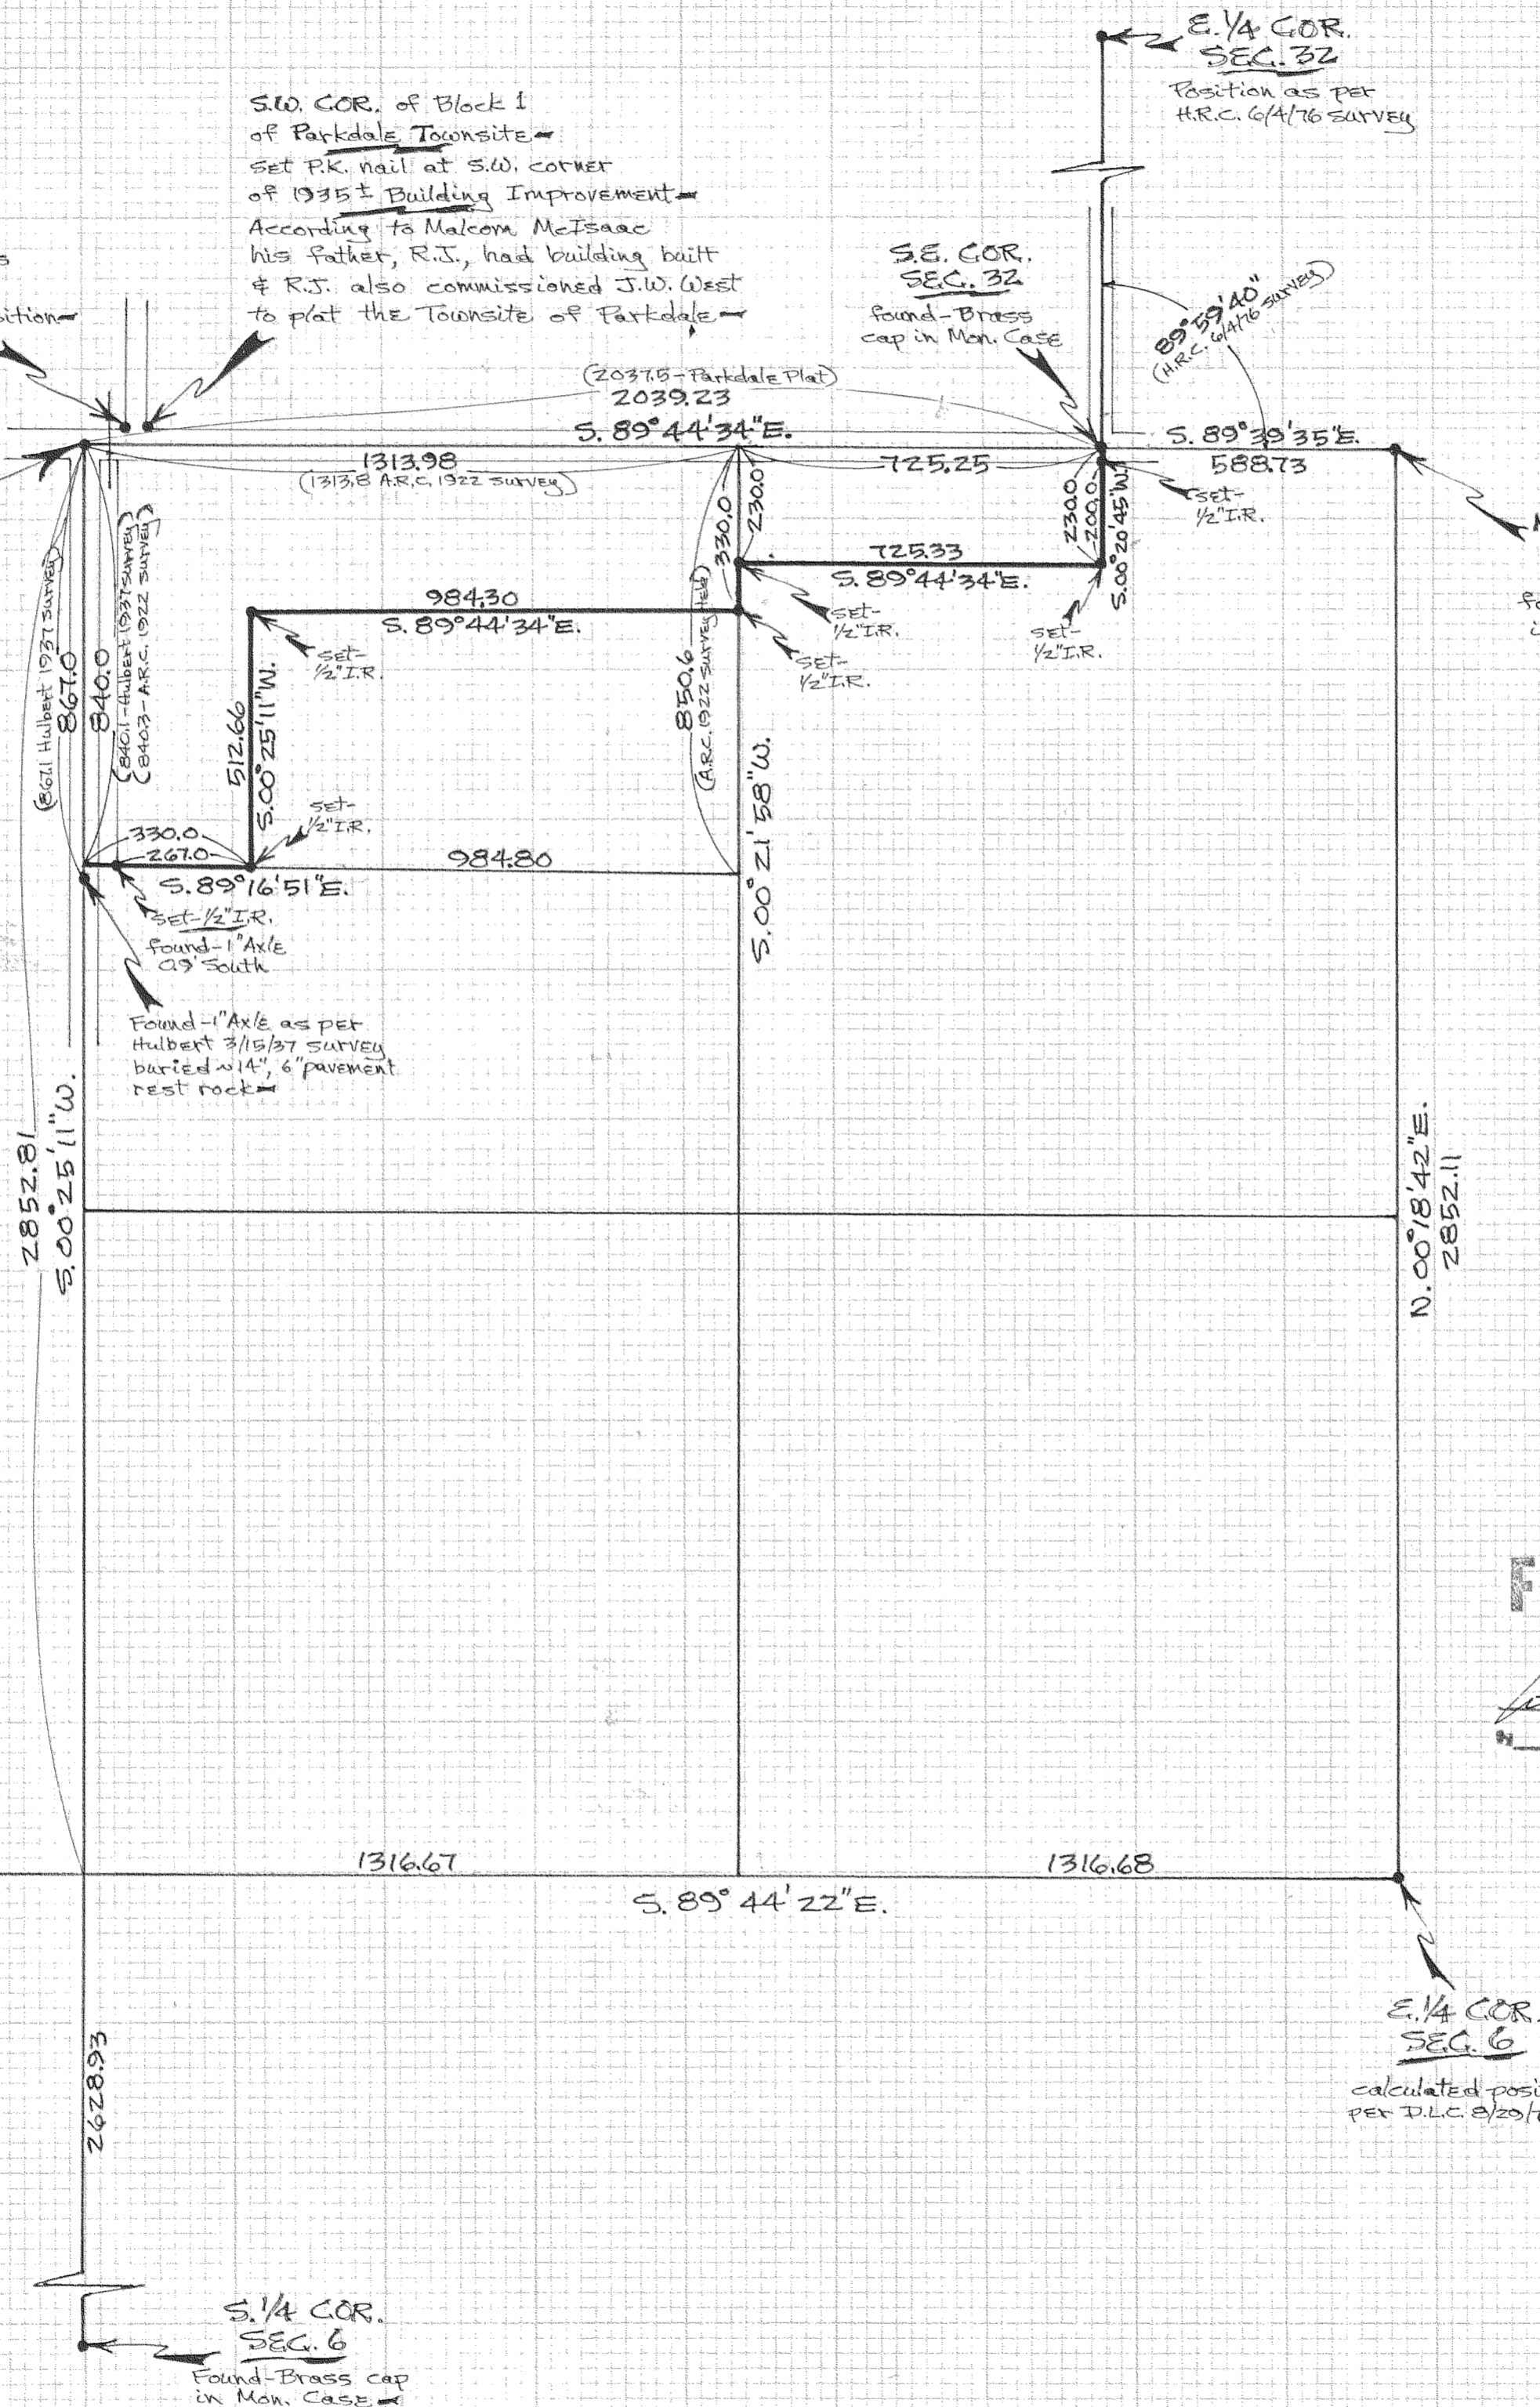 E. 1/4 COR.
SEC. 32
Position as per
H.R.C. 6/4/76 survey
S.W. COR. of Block 1
of Parkdale Townsite-
set P.K. nail at S.W. corner
of 1935± Building Improvement-
According to Malcom McIsaac
his father, R.J., had building built
& R.J. also commissioned J.W. West
to plat the Townsite of Parkdale-
S.E. COR.
SEC. 32
found-Brass
cap in Mon. Case
89°59'40"
(H.R.C. 6/4/76 survey)
(2037.5-Parkdale Plat)
2039.23
S. 89°44'34"E.
S. 89°39'35"E.
1313.98
(1313.8 A.R.C. 1922 survey)
725.25
588.73
set-
1/2" I.R.
330.0
230.0
230.0
200.0
S.00°20'45"W.
725.33
S. 89°44'34"E.
set-
1/2" I.R.
set-
1/2" I.R.
set-
1/2" I.R.
984.30
S. 89°44'34"E.
set-
1/2" I.R.
(867.1 Hulbert 1937 survey)
867.0
840.0
(840.1-Hulbert 1937 survey)
(840.3-A.R.C. 1922 survey)
512.66
S.00°25'11"W.
850.6
(A.R.C. 1922 survey Held)
S.00°21'58"W.
set-
1/2" I.R.
330.0
267.0
984.80
S. 89°16'51"E.
set-1/2" I.R.
found-1" Axle
0.9' South
Found-1" Axle as per
Hulbert 3/15/37 survey
buried ~14", 6" pavement
rest rock-
2852.81
S.00°25'11"W.
N.00°18'42"E.
2852.11
1316.67
1316.68
S. 89°44'22"E.
E. 1/4 COR.
SEC. 6
calculated
per D.L.C.
2628.93
S. 1/4 COR.
SEC. 6
Found-Brass cap
in Mon. Case-